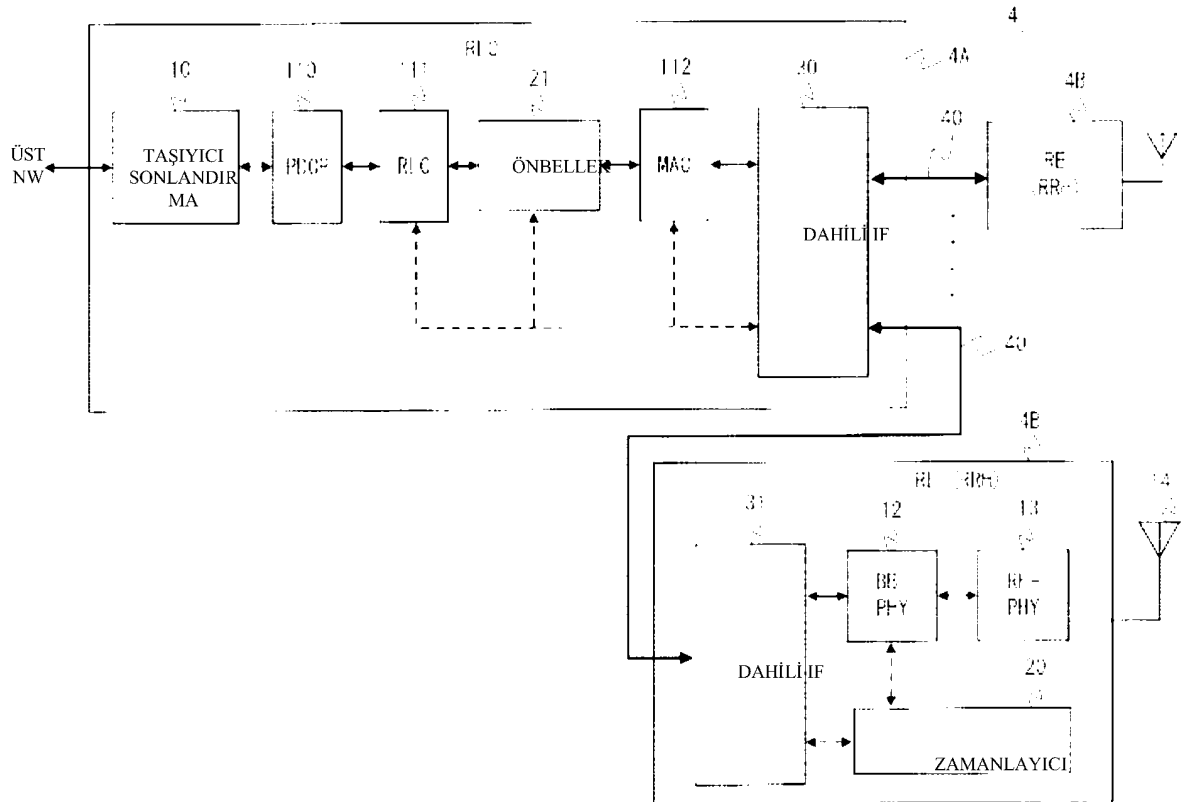 4
4A
10
110
111
21
112
30
4B
40
ÜST
NW
TAŞIYICI
SONLANDIR
MA
PDCP
RLC
ÖNBELLEK
MAC
DAHİLİ IF
RE
(RRH)
40
4B
RE (RRH)
31
12
13
14
BB
PHY
RF-
PHY
DAHİLİ IF
20
ZAMANLAYICI